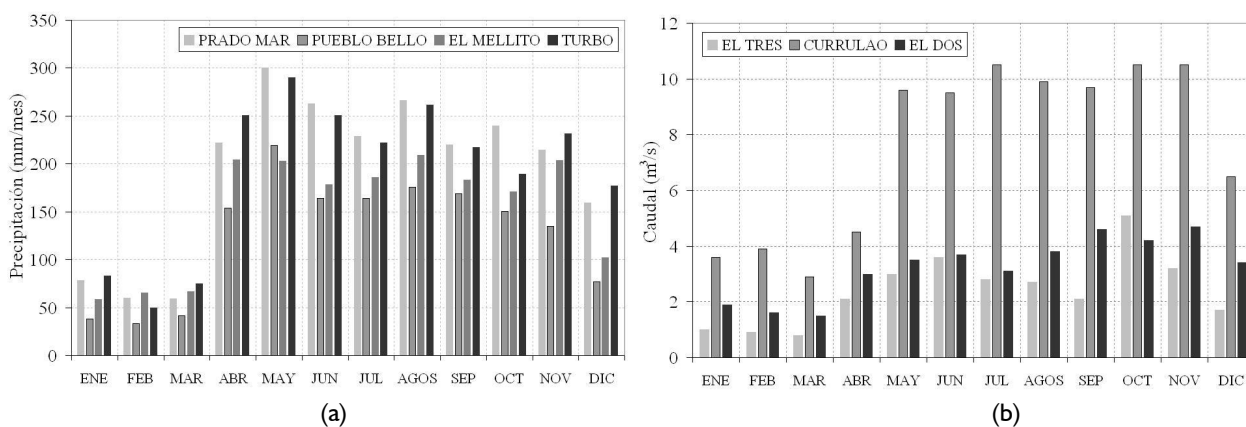 350
300
250
200
150
100
50
0
Precipitación (mm/mes)
PRADO MAR PUEBLO BELLO EL MELLITO TURBO
ENE FEB MAR ABR MAY JUN JUL AGOS SEP OCT NOV DIC
(a)
12
10
8
6
4
2
0
Caudal (m³/s)
EL TRES CURRULAO EL DOS
ENE FEB MAR ABR MAY JUN JUL AGOS SEP OCT NOV DIC
(b)